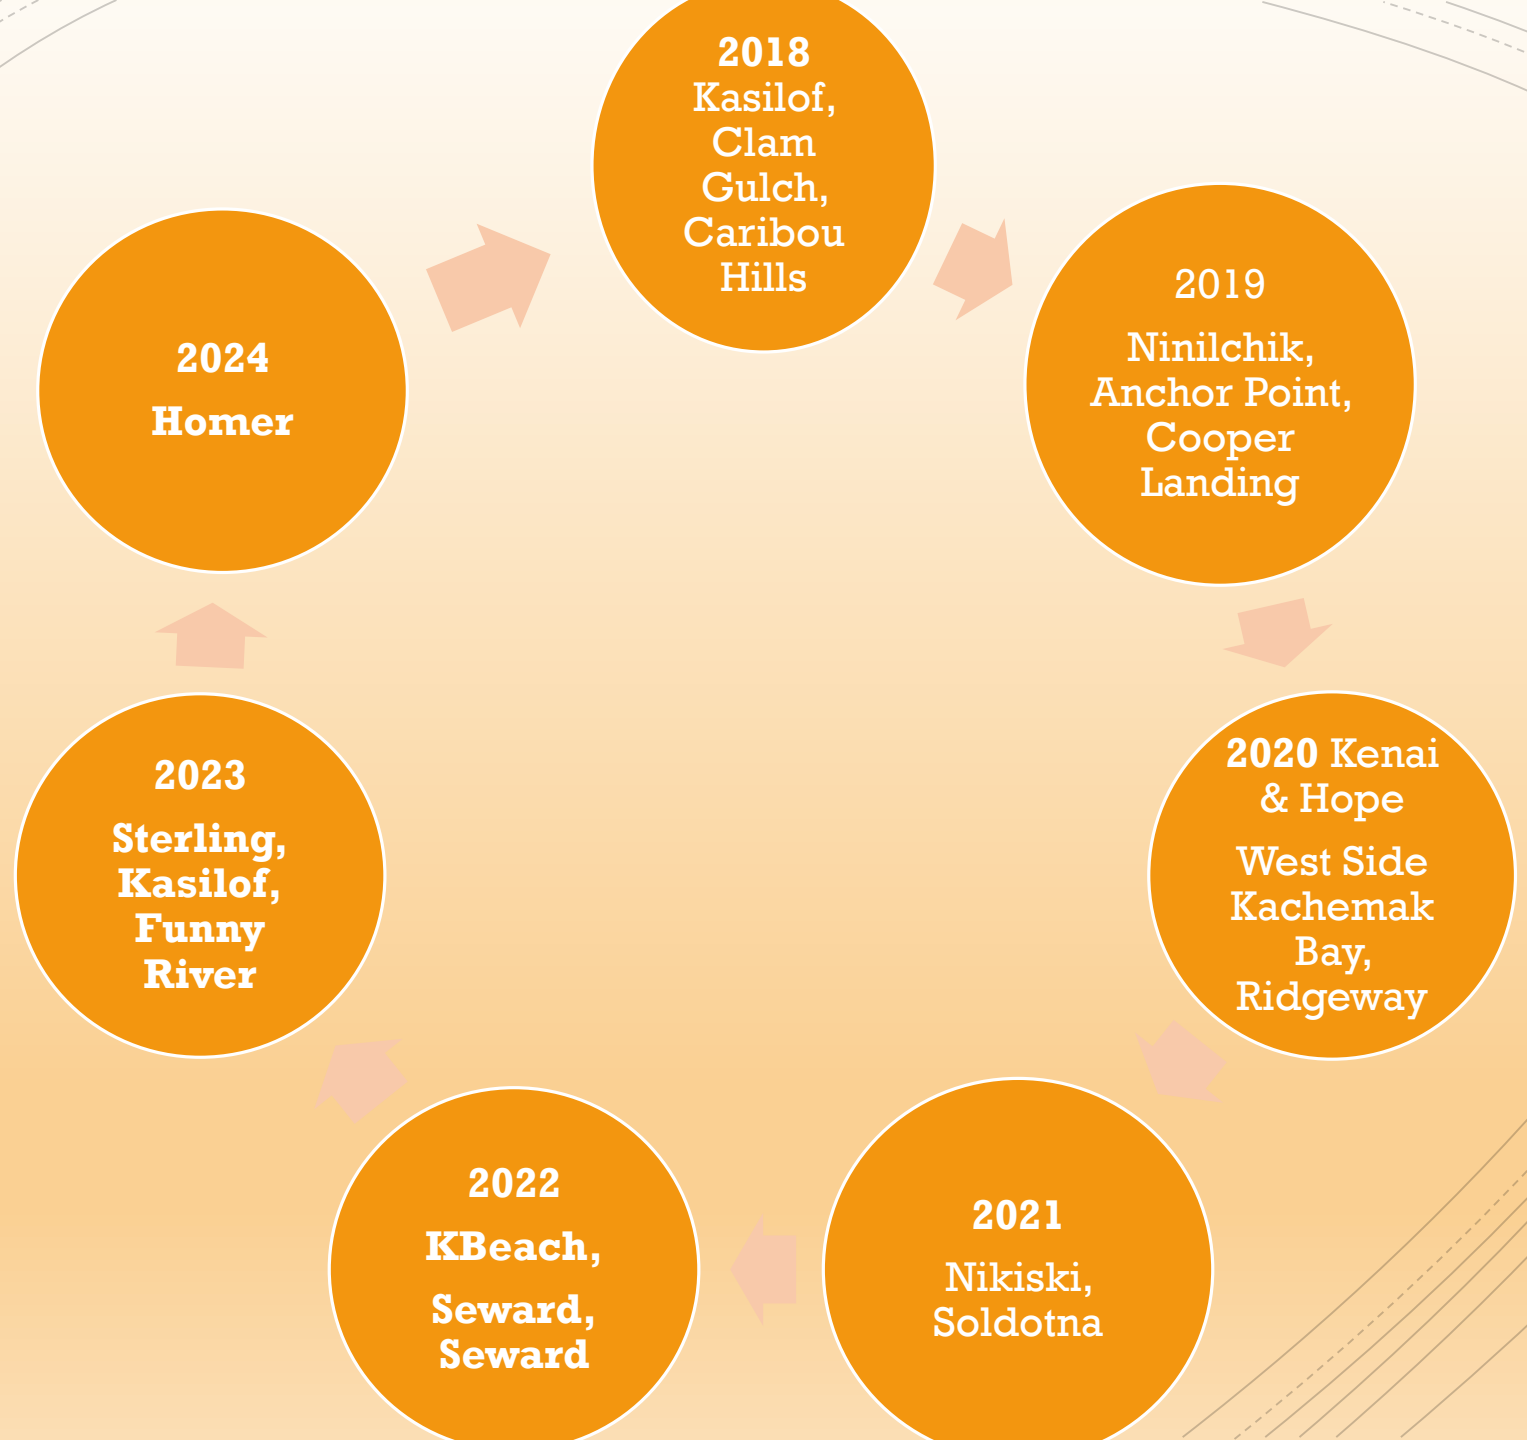 2018
Kasilof,
Clam
Gulch,
Caribou
Hills
2019
Ninilchik,
Anchor Point,
Cooper
Landing
2020 Kenai
& Hope
West Side
Kachemak
Bay,
Ridgeway
2021
Nikiski,
Soldotna
2022
KBeach,
Seward,
Seward
2023
Sterling,
Kasilof,
Funny
River
2024
Homer